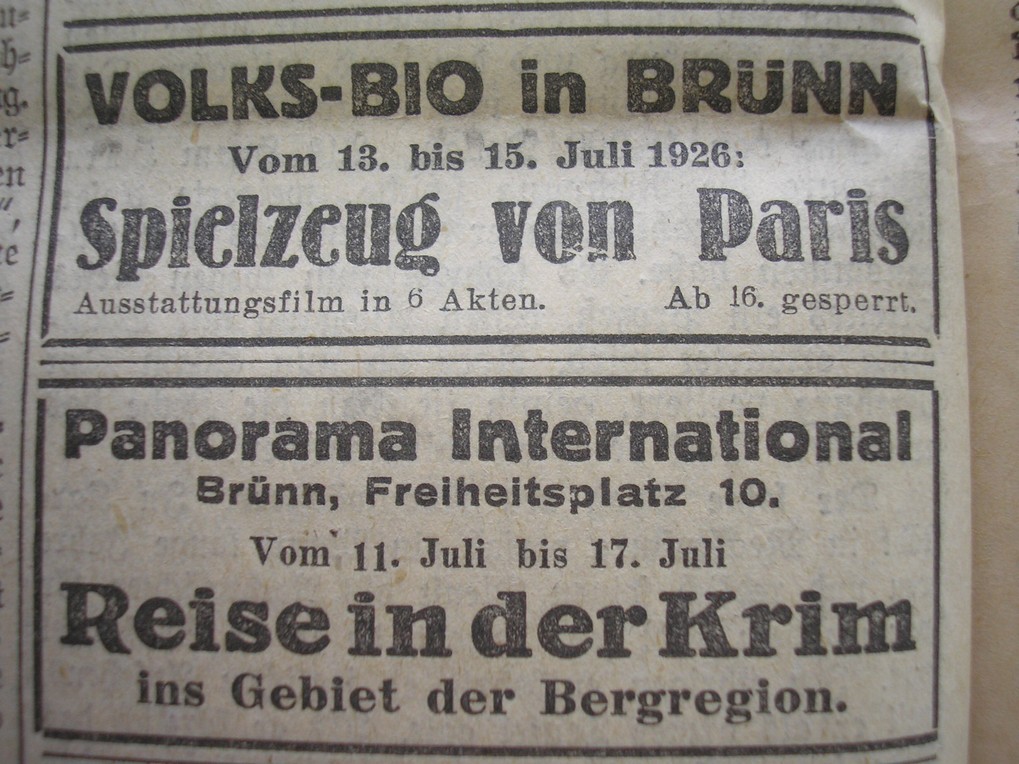 VOLKS-BIO in BRÜNN
Vom 13. bis 15. Juli 1926:
Spielzeug von Paris
Ausstattungsfilm in 6 Akten. Ab 16. gesperrt.
Panorama International
Brünn, Freiheitsplatz 10.
Vom 11. Juli bis 17. Juli
Reise in der Krim
ins Gebiet der Bergregion.